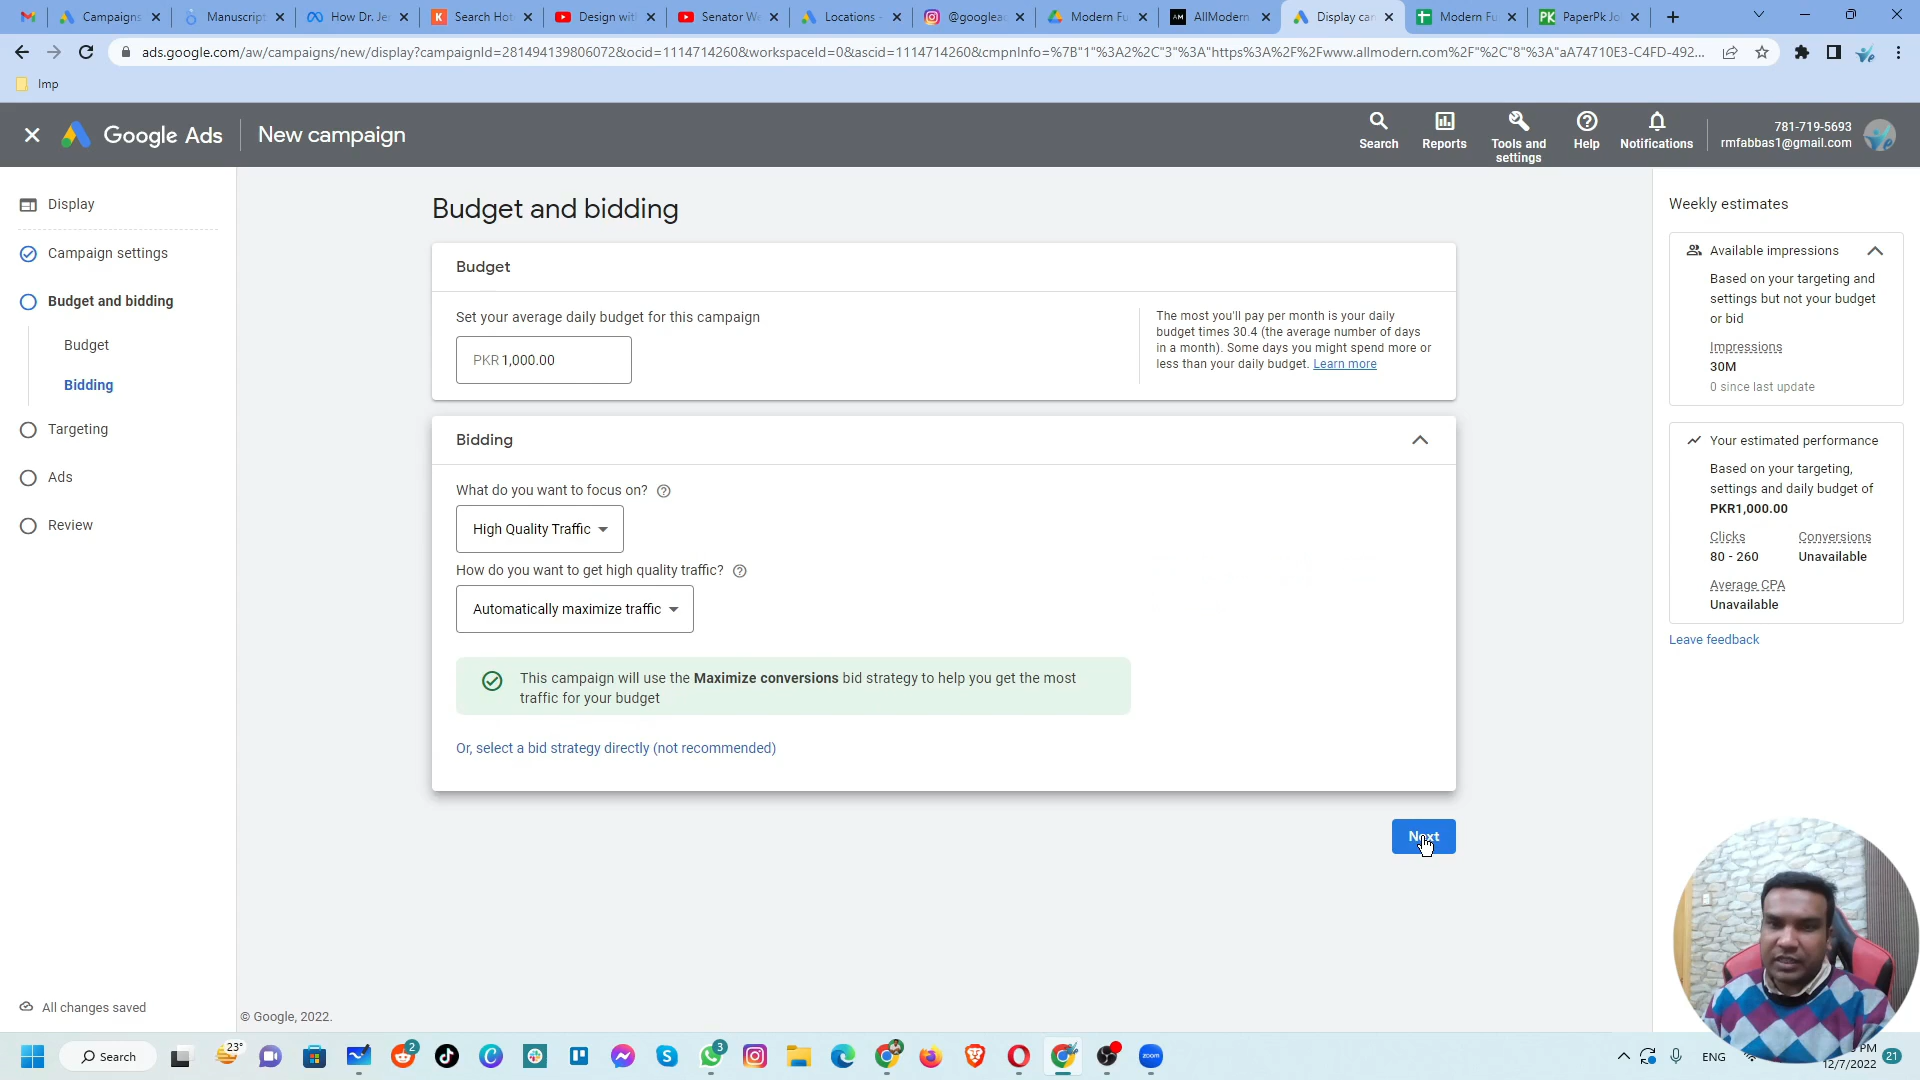 Campaigns
Manuscript
How Dr. Je
Search Hot
Design with
Senator We
Locations -
@googlead
Modern Fu
AllModern
Display car
Modern Fu
PaperPk Jo
ads.google.com/aw/campaigns/new/display?campaignId=281494139806072&ocid=1114714260&workspaceId=0&ascid=1114714260&cmpnInfo=%7B"1"%3A2%2C"3"%3A"https%3A%2F%2Fwww.allmodern.com%2F"%2C"8"%3A"aA74710E3-C4FD-492...
Imp
Google Ads
New campaign
Search
Reports
Tools and settings
Help
Notifications
781-719-5693
rmfabbas1@gmail.com
Display
Campaign settings
Budget and bidding
Budget
Bidding
Targeting
Ads
Review
All changes saved
Budget and bidding
Budget
Set your average daily budget for this campaign
PKR 1,000.00
The most you'll pay per month is your daily
budget times 30.4 (the average number of days
in a month). Some days you might spend more or
less than your daily budget. Learn more
Bidding
What do you want to focus on?
High Quality Traffic
How do you want to get high quality traffic?
Automatically maximize traffic
This campaign will use the Maximize conversions bid strategy to help you get the most
traffic for your budget
Or, select a bid strategy directly (not recommended)
Next
© Google, 2022.
Weekly estimates
Available impressions
Based on your targeting and
settings but not your budget
or bid
Impressions
30M
0 since last update
Your estimated performance
Based on your targeting,
settings and daily budget of
PKR1,000.00
Clicks
Conversions
80 - 260
Unavailable
Average CPA
Unavailable
Leave feedback
Search
23°
2
3
zoom
ENG
PM
12/7/2022
21